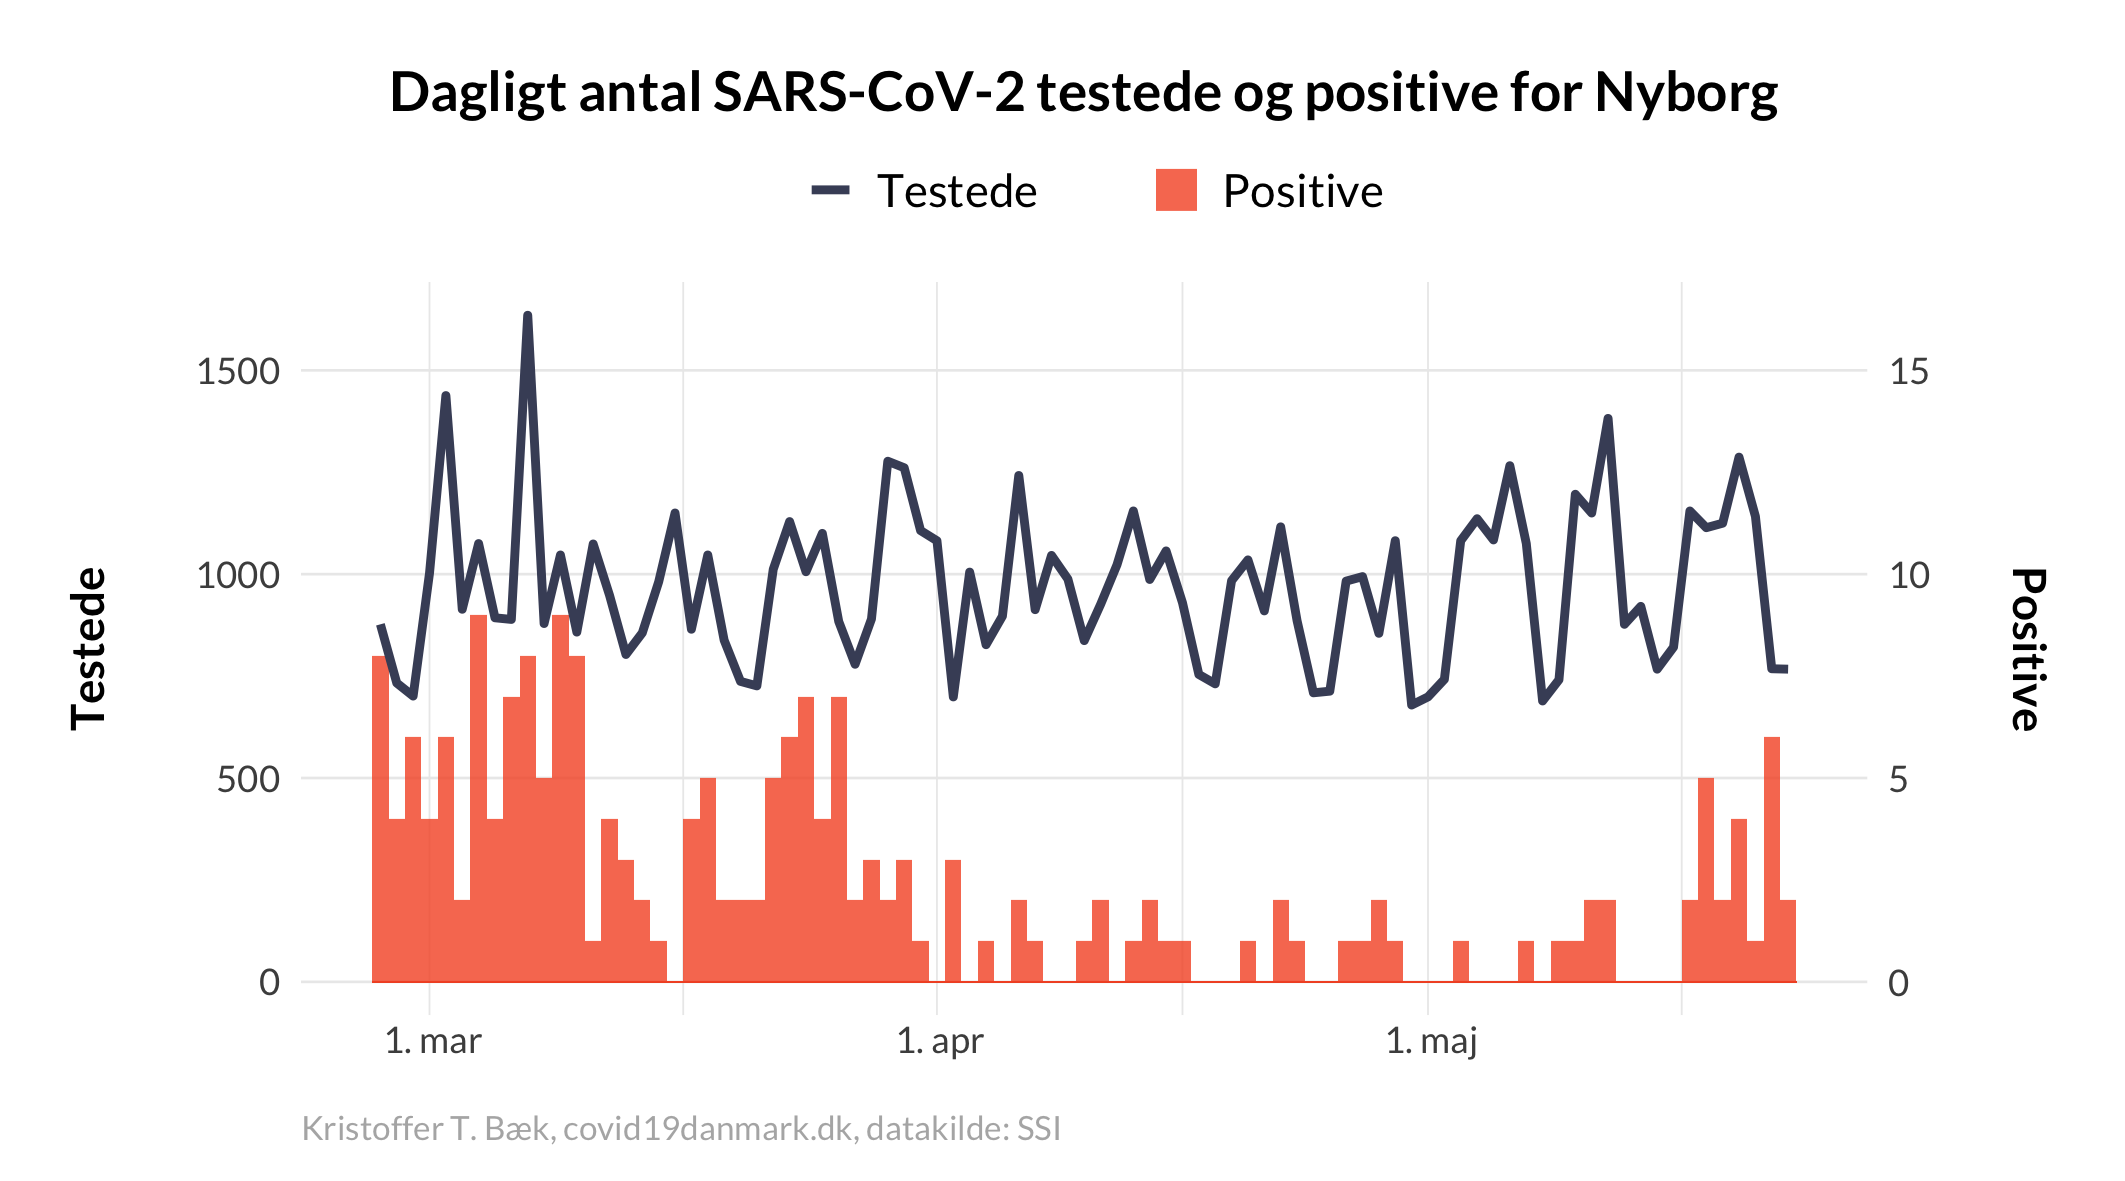 Dagligt antal SARS-CoV-2 testede og positive for Nyborg
Testede Positive
1500 15
1000 10
500 5
0 0
Testede
Positive
1. mar 1. apr 1. maj
Kristoffer T. Bæk, covid19danmark.dk, datakilde: SSI